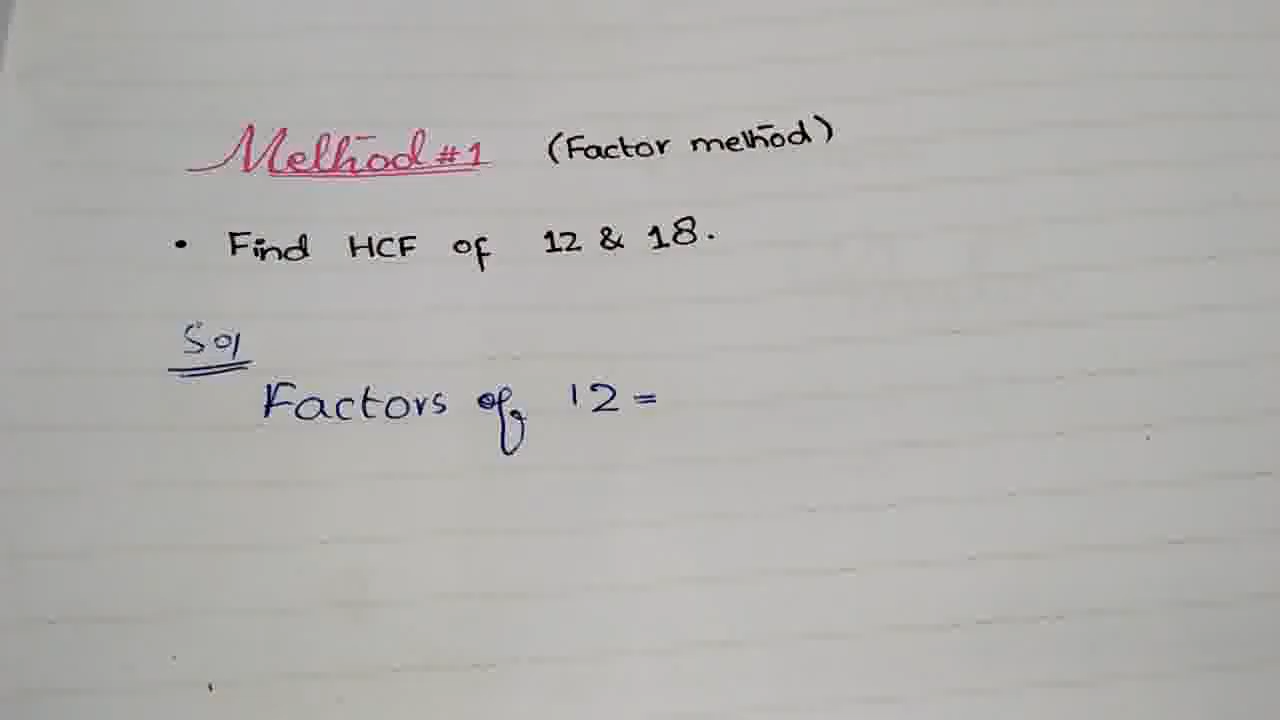 Method #1 (Factor method)
• Find HCF of 12 & 18.
Sol
Factors of 12 =